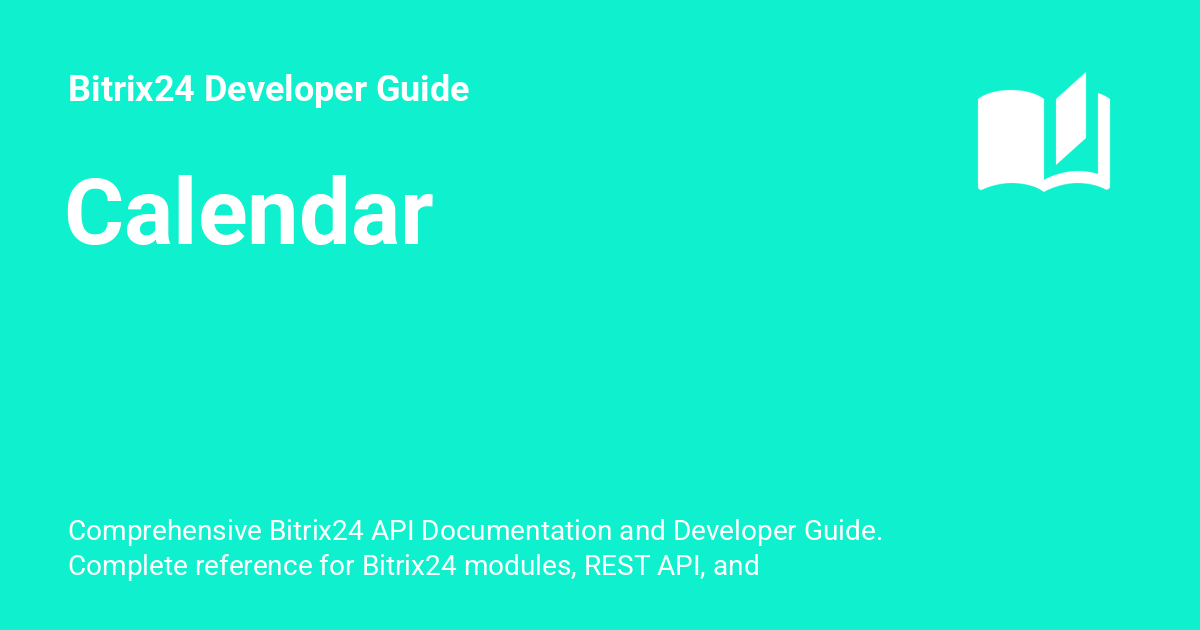 Bitrix24 Developer Guide
Calendar
Comprehensive Bitrix24 API Documentation and Developer Guide.
Complete reference for Bitrix24 modules, REST API, and